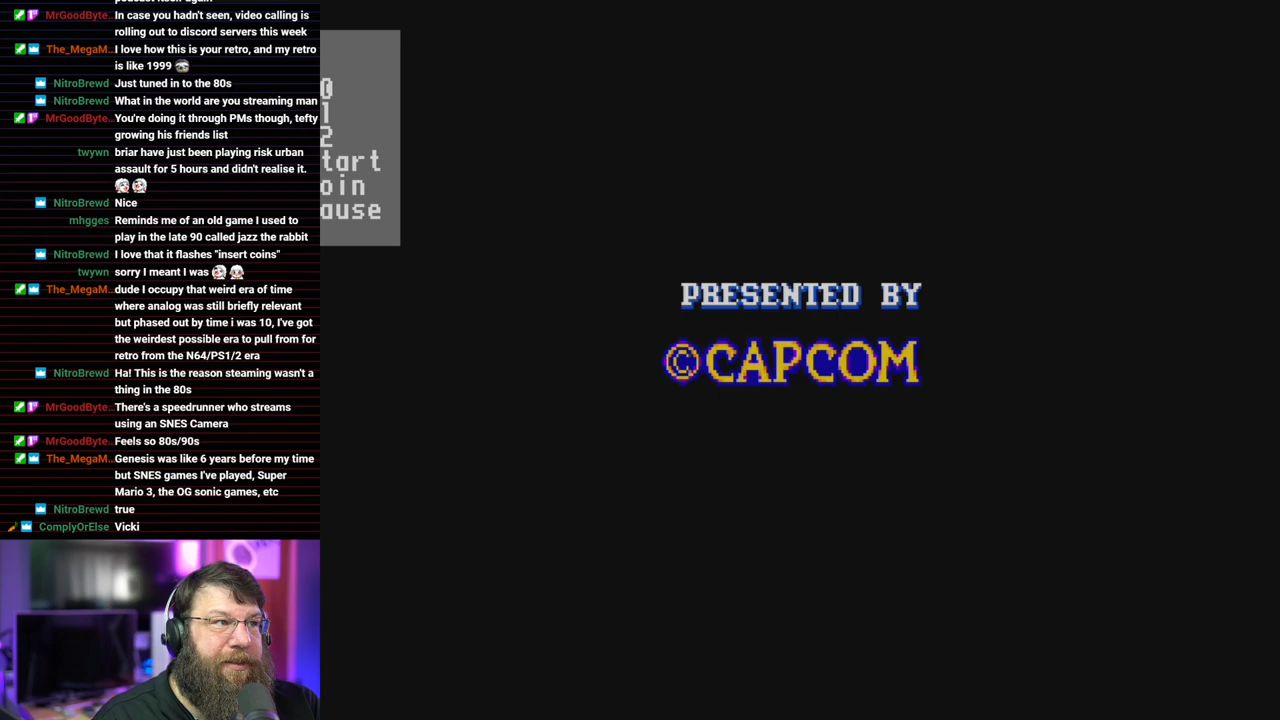 MrGoodByte.. In case you hadn't seen, video calling is
rolling out to discord servers this week
The_MegaM.. I love how this is your retro, and my retro
is like 1999
NitroBrewd Just tuned in to the 80s
NitroBrewd What in the world are you streaming man
MrGoodByte.. You're doing it through PMs though, tefty
growing his friends list
twywn briar have just been playing risk urban
assault for 5 hours and didn't realise it.
NitroBrewd Nice
mhgges Reminds me of an old game I used to
play in the late 90 called jazz the rabbit
NitroBrewd I love that it flashes "insert coins"
twywn sorry I meant I was
The_MegaM.. dude I occupy that weird era of time
where analog was still briefly relevant
but phased out by time i was 10, I've got
the weirdest possible era to pull from for
retro from the N64/PS1/2 era
NitroBrewd Ha! This is the reason steaming wasn't a
thing in the 80s
MrGoodByte.. There's a speedrunner who streams
using an SNES Camera
MrGoodByte.. Feels so 80s/90s
The_MegaM.. Genesis was like 6 years before my time
but SNES games I've played, Super
Mario 3, the OG sonic games, etc
NitroBrewd true
ComplyOrElse Vicki
0
1
2
tart
oin
ause
PRESENTED BY
©CAPCOM